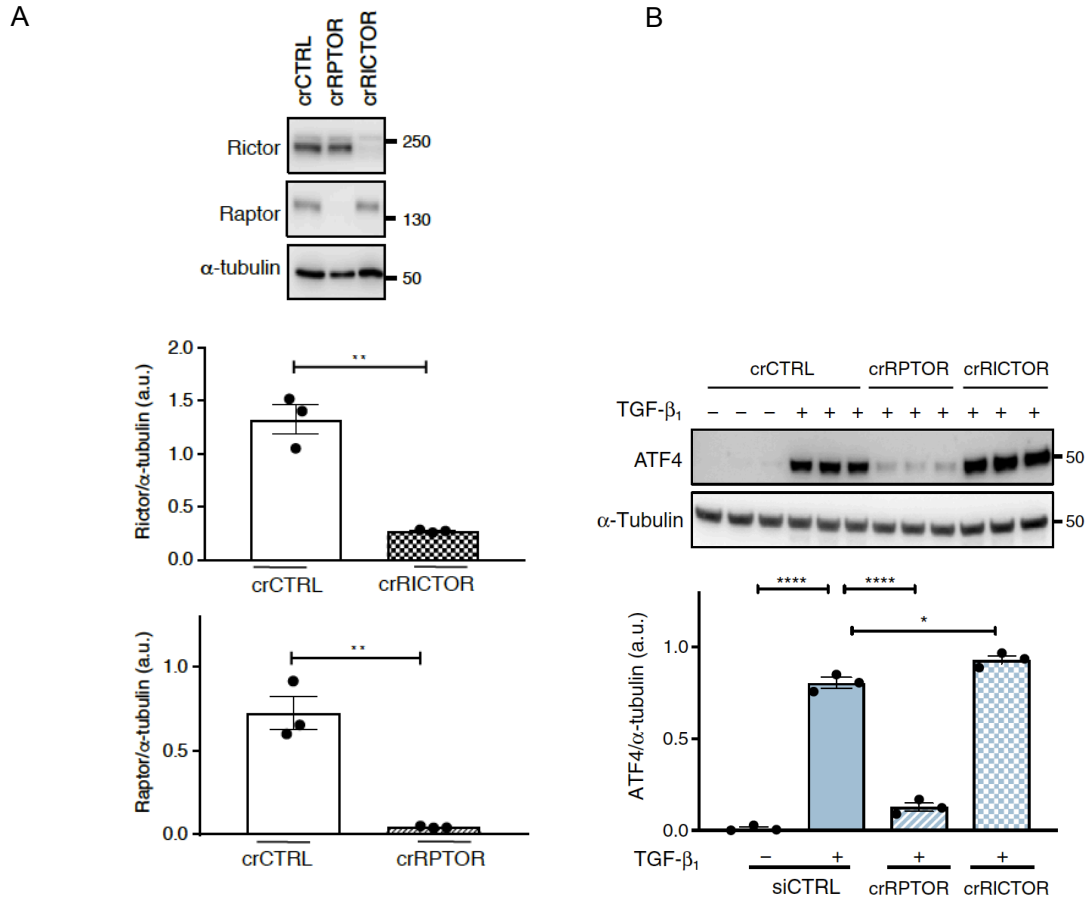 A
B
crCTRL crRPTOR crRICTOR
Rictor 250
Raptor 130
α-tubulin 50
Rictor/α-tubulin (a.u.)
2.0
1.5
1.0
0.5
0.0
**
crCTRL crRICTOR
Raptor/α-tubulin (a.u.)
1.0
0.5
0.0
**
crCTRL crRPTOR
crCTRL crRPTOR crRICTOR
TGF-β1 – – – + + + + + + + + +
ATF4 50
α-Tubulin 50
ATF4/α-tubulin (a.u.)
**** ****
*
1.0
0.5
0.0
TGF-β1 – + + +
siCTRL crRPTOR crRICTOR